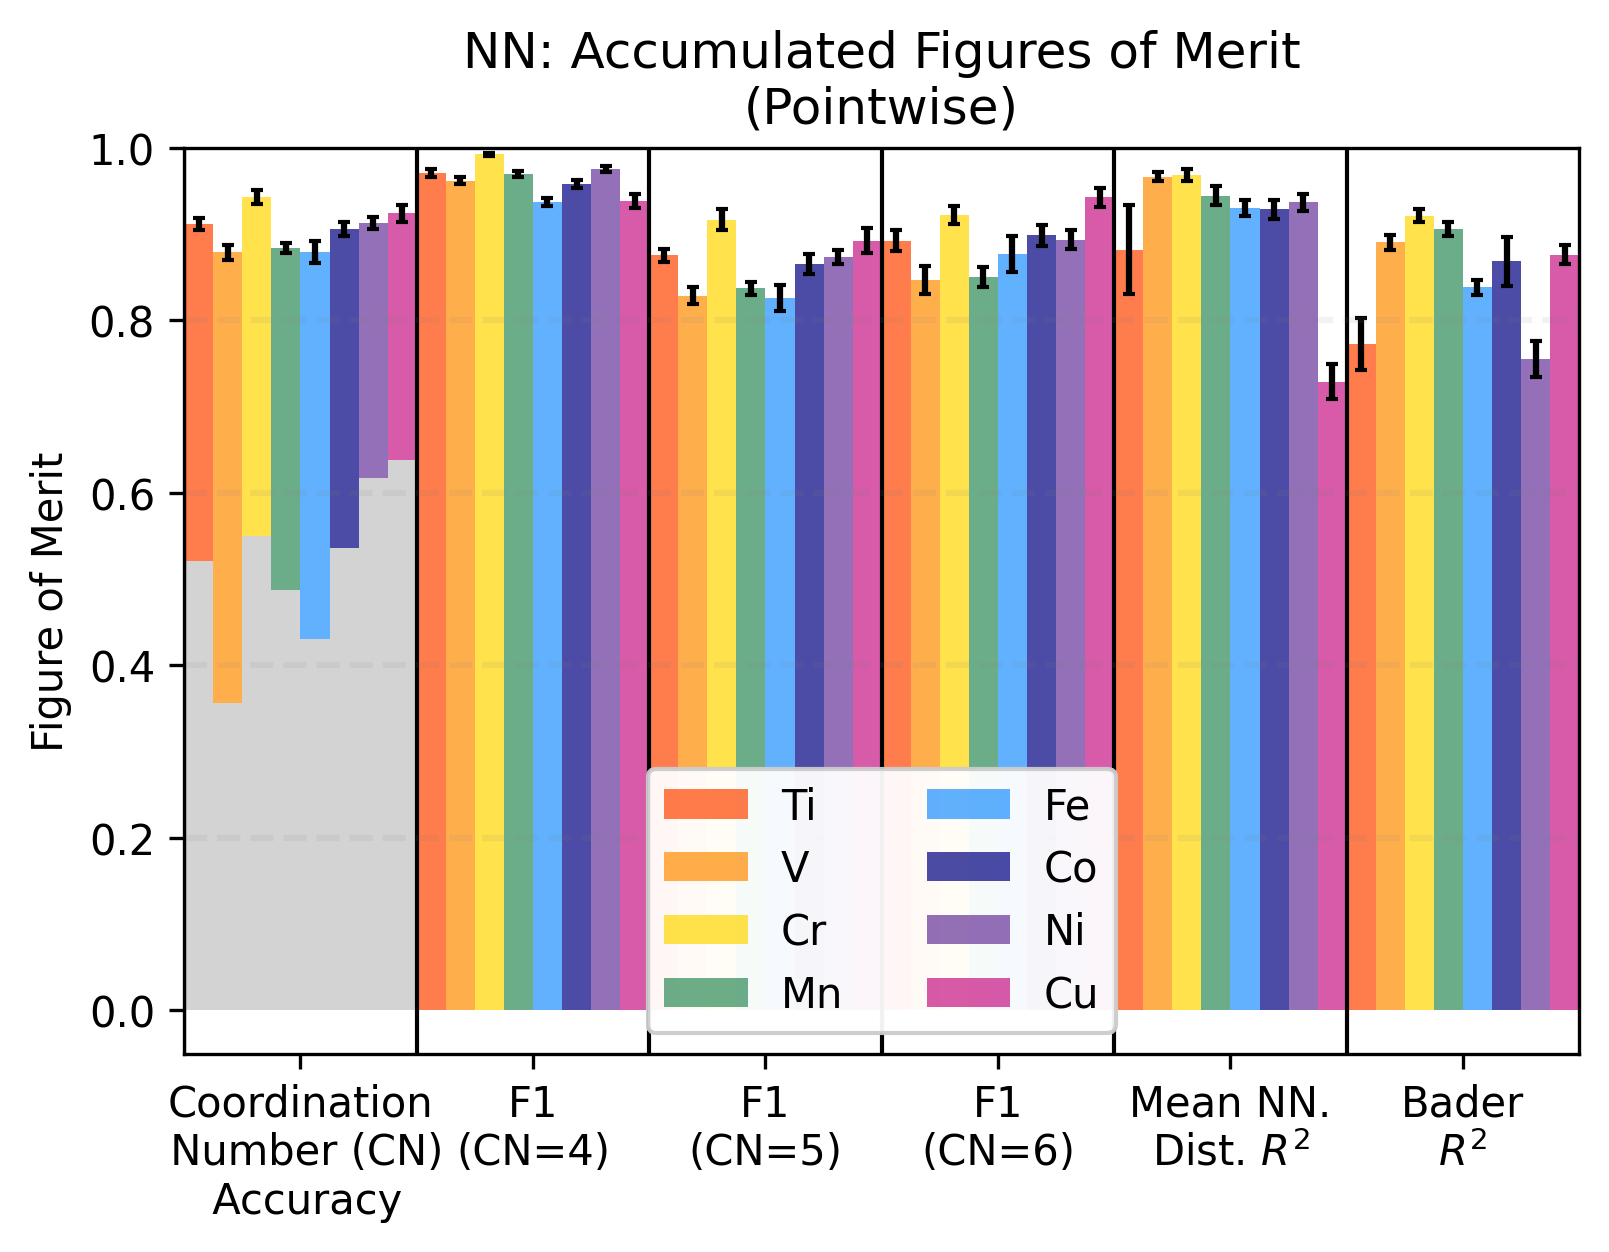 NN: Accumulated Figures of Merit
(Pointwise)
1.0
0.8
0.6
0.4
0.2
0.0
Figure of Merit
Ti
V
Cr
Mn
Fe
Co
Ni
Cu
Coordination
Number (CN)
Accuracy
F1
(CN=4)
F1
(CN=5)
F1
(CN=6)
Mean NN.
Dist. R²
Bader
R²